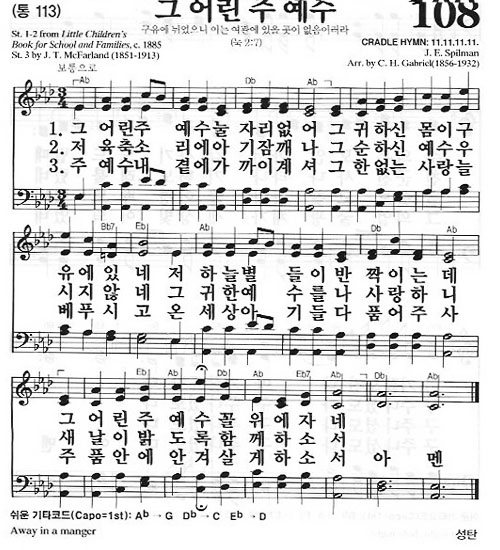 (통 113)
그 어린 주 예수
108
구유에 뉘었으니 이는 여관에 있을 곳이 없음이러라
(눅 2:7)
St. 1-2 from Little Children's
Book for School and Families, c. 1885
St. 3 by J. T. McFarland (1851-1913)
CRADLE HYMN: 11.11.11.11.
J. E. Spilman
Arr. by C. H. Gabriel(1856-1932)
보통으로
Ab Db Ab
1. 그 어린주 예수눌 자리없 어 그귀하신 몸이구
2. 저 육축소 리에아 기잠깨 나 그순하신 예수우
3. 주 예수내 곁에가 까이계 셔 그한없는 사랑늘
Bb7 Eb Ab Db Ab
유에있 네 저 하늘별 들이반 짝이는 데
시지않 네 그 귀한예 수를나 사랑하 니
베푸시 고 온 세상아 기들다 품어주 사
Eb Ab Db Ab Eb7 Ab Db Ab
그 어린주 예수꼴 위에자 네
새 날이밝 도록함 께하소 서
주 품안에 안겨살 게하소 서 아 멘
쉬운 기타코드(Capo=1st): Ab → G Db → C Eb → D
Away in a manger
성탄